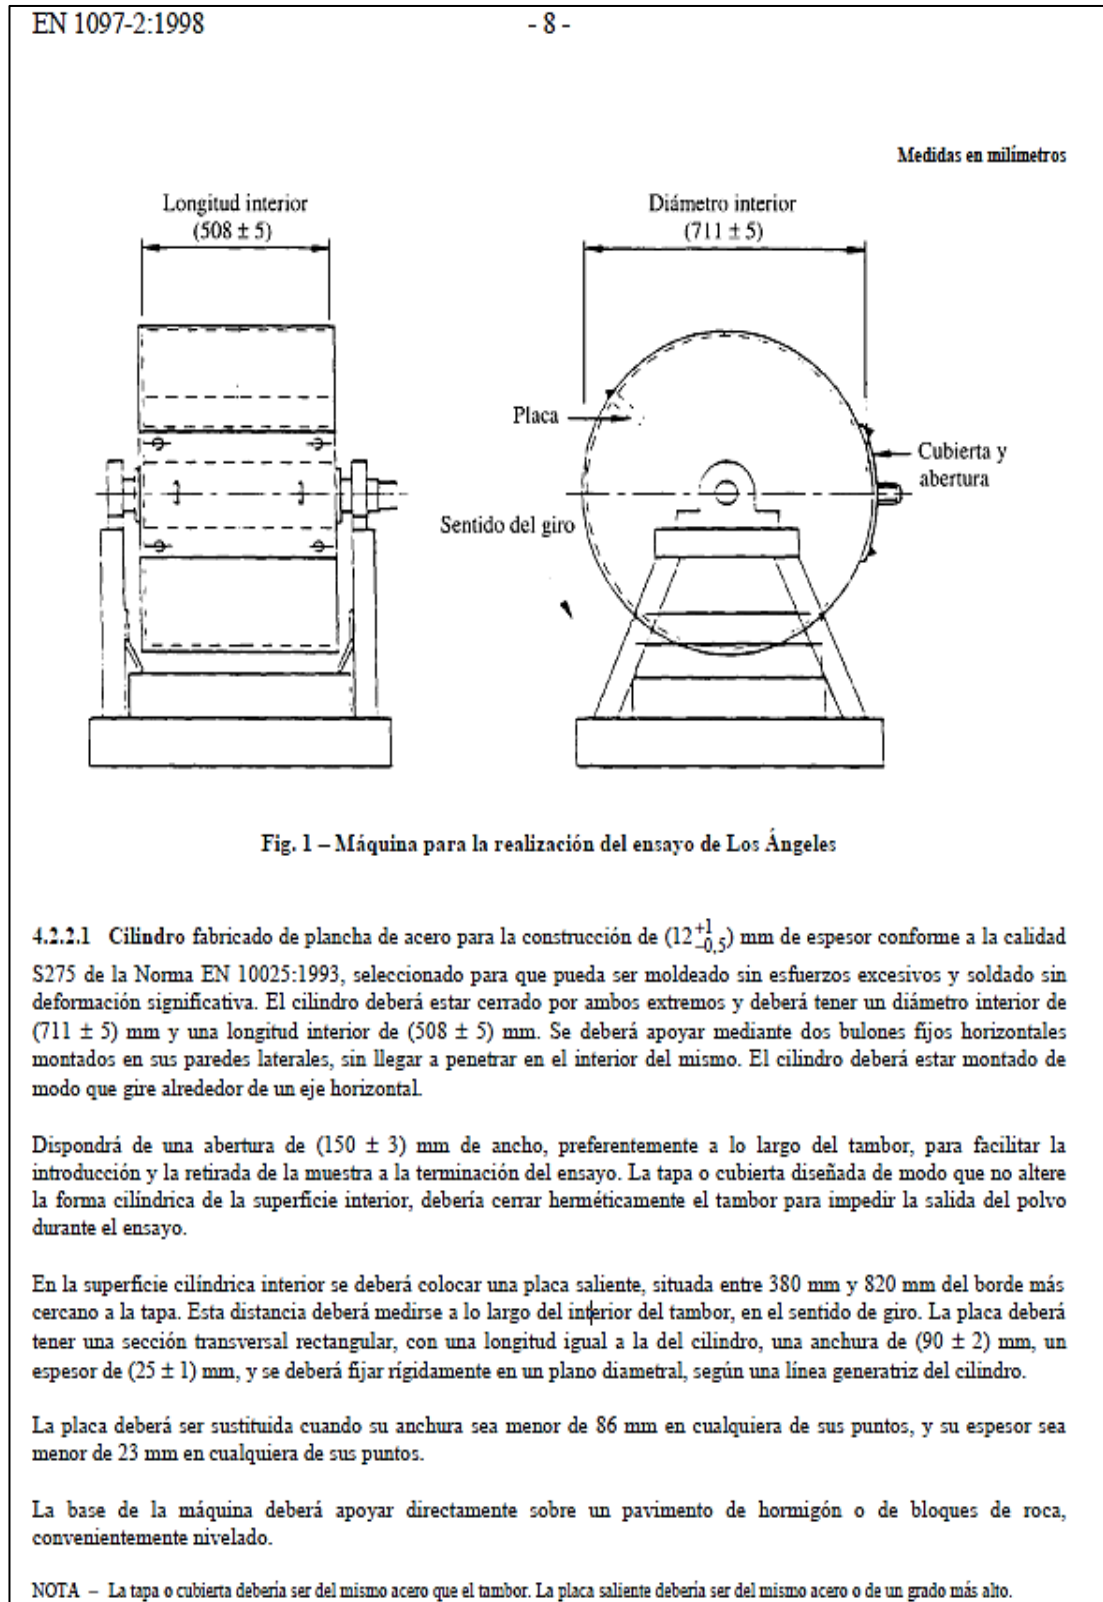 EN 1097-2:1998
- 8 -
Medidas en milímetros
Longitud interior
(508 ± 5)
Diámetro interior
(711 ± 5)
Placa
Cubierta y
abertura
Sentido del giro
Fig. 1 – Máquina para la realización del ensayo de Los Ángeles
4.2.2.1 Cilindro fabricado de plancha de acero para la construcción de (12 +1 −0,5) mm de espesor conforme a la calidad
S275 de la Norma EN 10025:1993, seleccionado para que pueda ser moldeado sin esfuerzos excesivos y soldado sin
deformación significativa. El cilindro deberá estar cerrado por ambos extremos y deberá tener un diámetro interior de
(711 ± 5) mm y una longitud interior de (508 ± 5) mm. Se deberá apoyar mediante dos bulones fijos horizontales
montados en sus paredes laterales, sin llegar a penetrar en el interior del mismo. El cilindro deberá estar montado de
modo que gire alrededor de un eje horizontal.
Dispondrá de una abertura de (150 ± 3) mm de ancho, preferentemente a lo largo del tambor, para facilitar la
introducción y la retirada de la muestra a la terminación del ensayo. La tapa o cubierta diseñada de modo que no altere
la forma cilíndrica de la superficie interior, debería cerrar herméticamente el tambor para impedir la salida del polvo
durante el ensayo.
En la superficie cilíndrica interior se deberá colocar una placa saliente, situada entre 380 mm y 820 mm del borde más
cercano a la tapa. Esta distancia deberá medirse a lo largo del interior del tambor, en el sentido de giro. La placa deberá
tener una sección transversal rectangular, con una longitud igual a la del cilindro, una anchura de (90 ± 2) mm, un
espesor de (25 ± 1) mm, y se deberá fijar rígidamente en un plano diametral, según una línea generatriz del cilindro.
La placa deberá ser sustituida cuando su anchura sea menor de 86 mm en cualquiera de sus puntos, y su espesor sea
menor de 23 mm en cualquiera de sus puntos.
La base de la máquina deberá apoyar directamente sobre un pavimento de hormigón o de bloques de roca,
convenientemente nivelado.
NOTA – La tapa o cubierta debería ser del mismo acero que el tambor. La placa saliente debería ser del mismo acero o de un grado más alto.